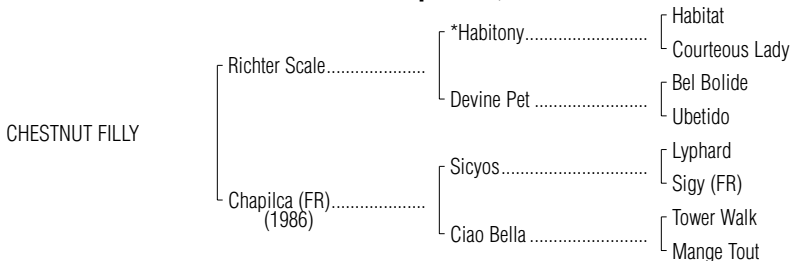 Habitat
*Habitony
Courteous Lady
Richter Scale
Bel Bolide
Devine Pet
Ubetido
CHESTNUT FILLY
Lyphard
Sicyos
Sigy (FR)
Chapilca (FR)
(1986)
Tower Walk
Ciao Bella
Mange Tout